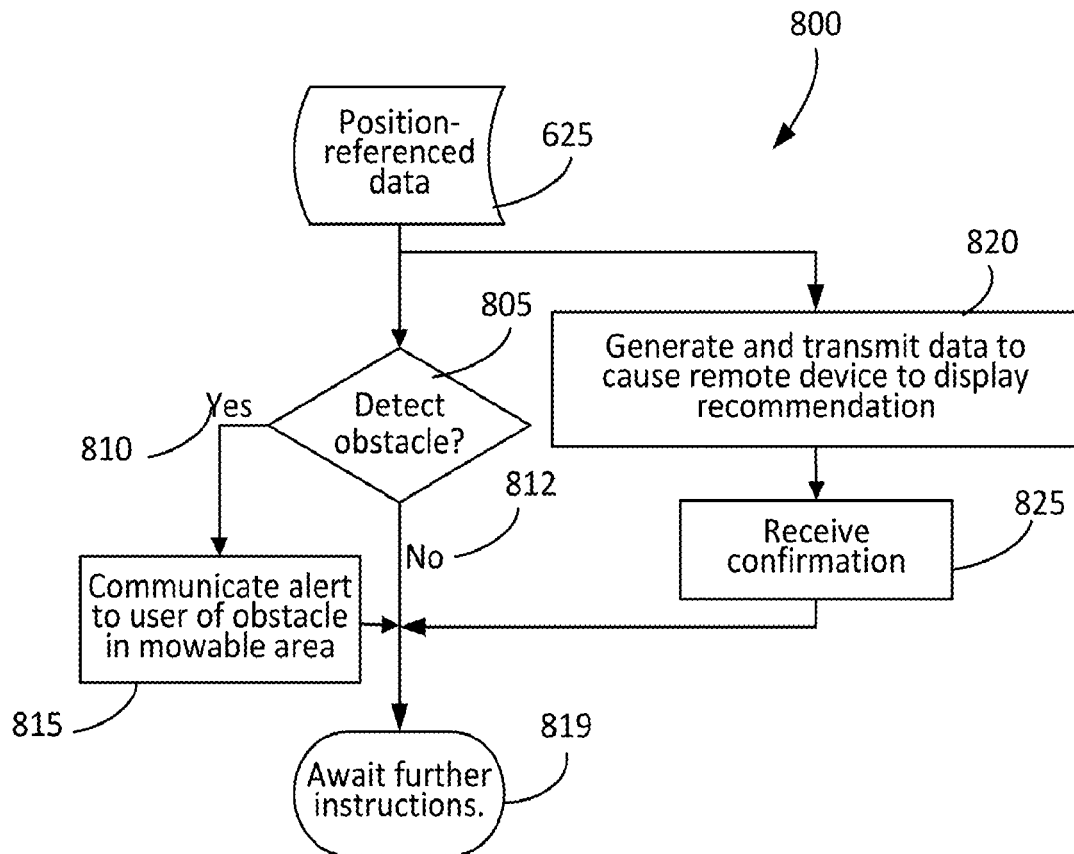 800
Position-
referenced
data
625
820
805
Generate and transmit data to
cause remote device to display
recommendation
Yes
Detect
obstacle?
810
812
825
Receive
confirmation
No
Communicate alert
to user of obstacle
in mowable area
815
819
Await further
instructions.